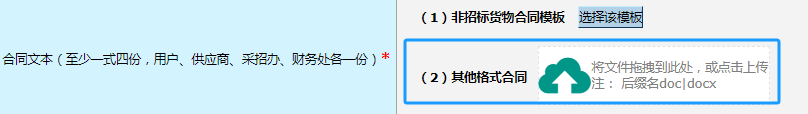 合同文本（至少一式四份，用户、供应商、采招办、财务处各一份）*
（1）非招标货物合同模板 选择该模板
（2）其他格式合同
将文件拖拽到此处，或点击上传
注： 后缀名doc|docx